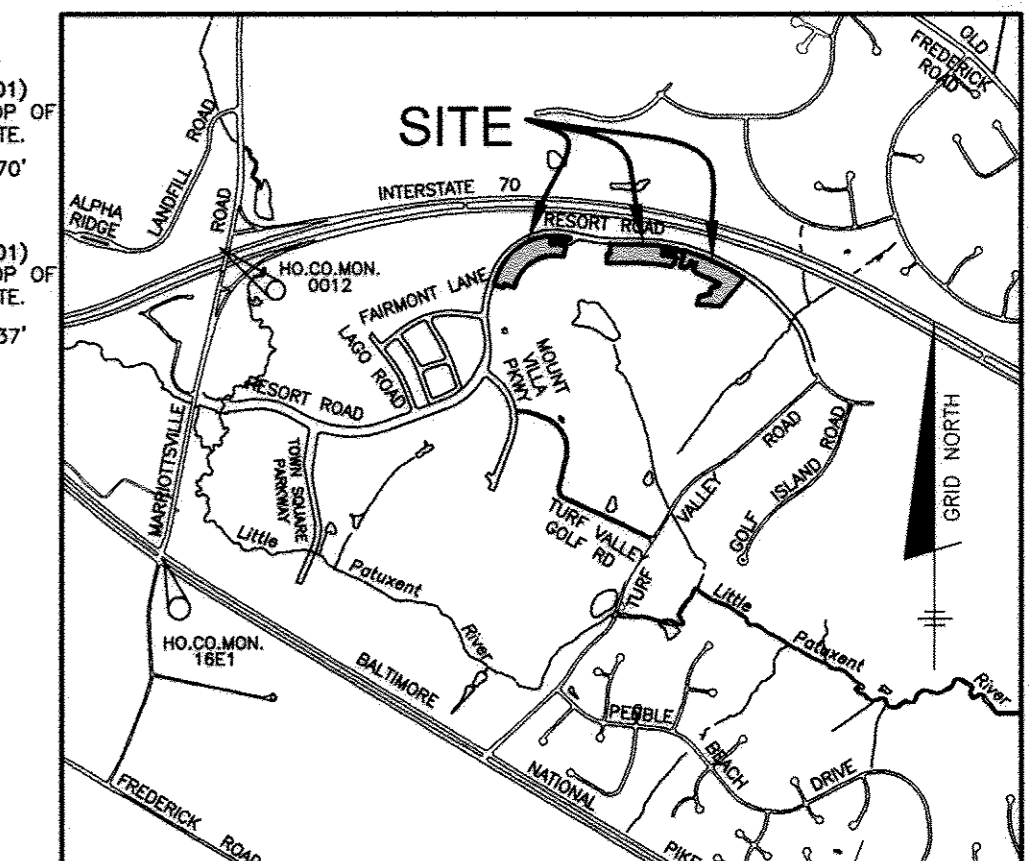 01)
OP OF
TE.
70'
01)
OP OF
TE.
37'
SITE
OLD
FREDERICK
ROAD
ALPHA
RIDGE
LANDFILL
ROAD
ROAD
INTERSTATE 70
RESORT ROAD
HO.CO.MON.
0012
FAIRMONT LANE
LAGO ROAD
MOUNT
VILLA
PKWY
RESORT ROAD
MARRIOTTSVILLE
TOWN SQUARE
PARKWAY
TURF VALLEY
GOLF RD
TURF
VALLEY
ROAD
GOLF
ISLAND ROAD
GRID NORTH
Little
Patuxent
River
Little
Patuxent
River
HO.CO.MON.
16E1
BALTIMORE
NATIONAL
PIKE
PEBBLE
BEACH
DRIVE
FREDERICK
ROAD